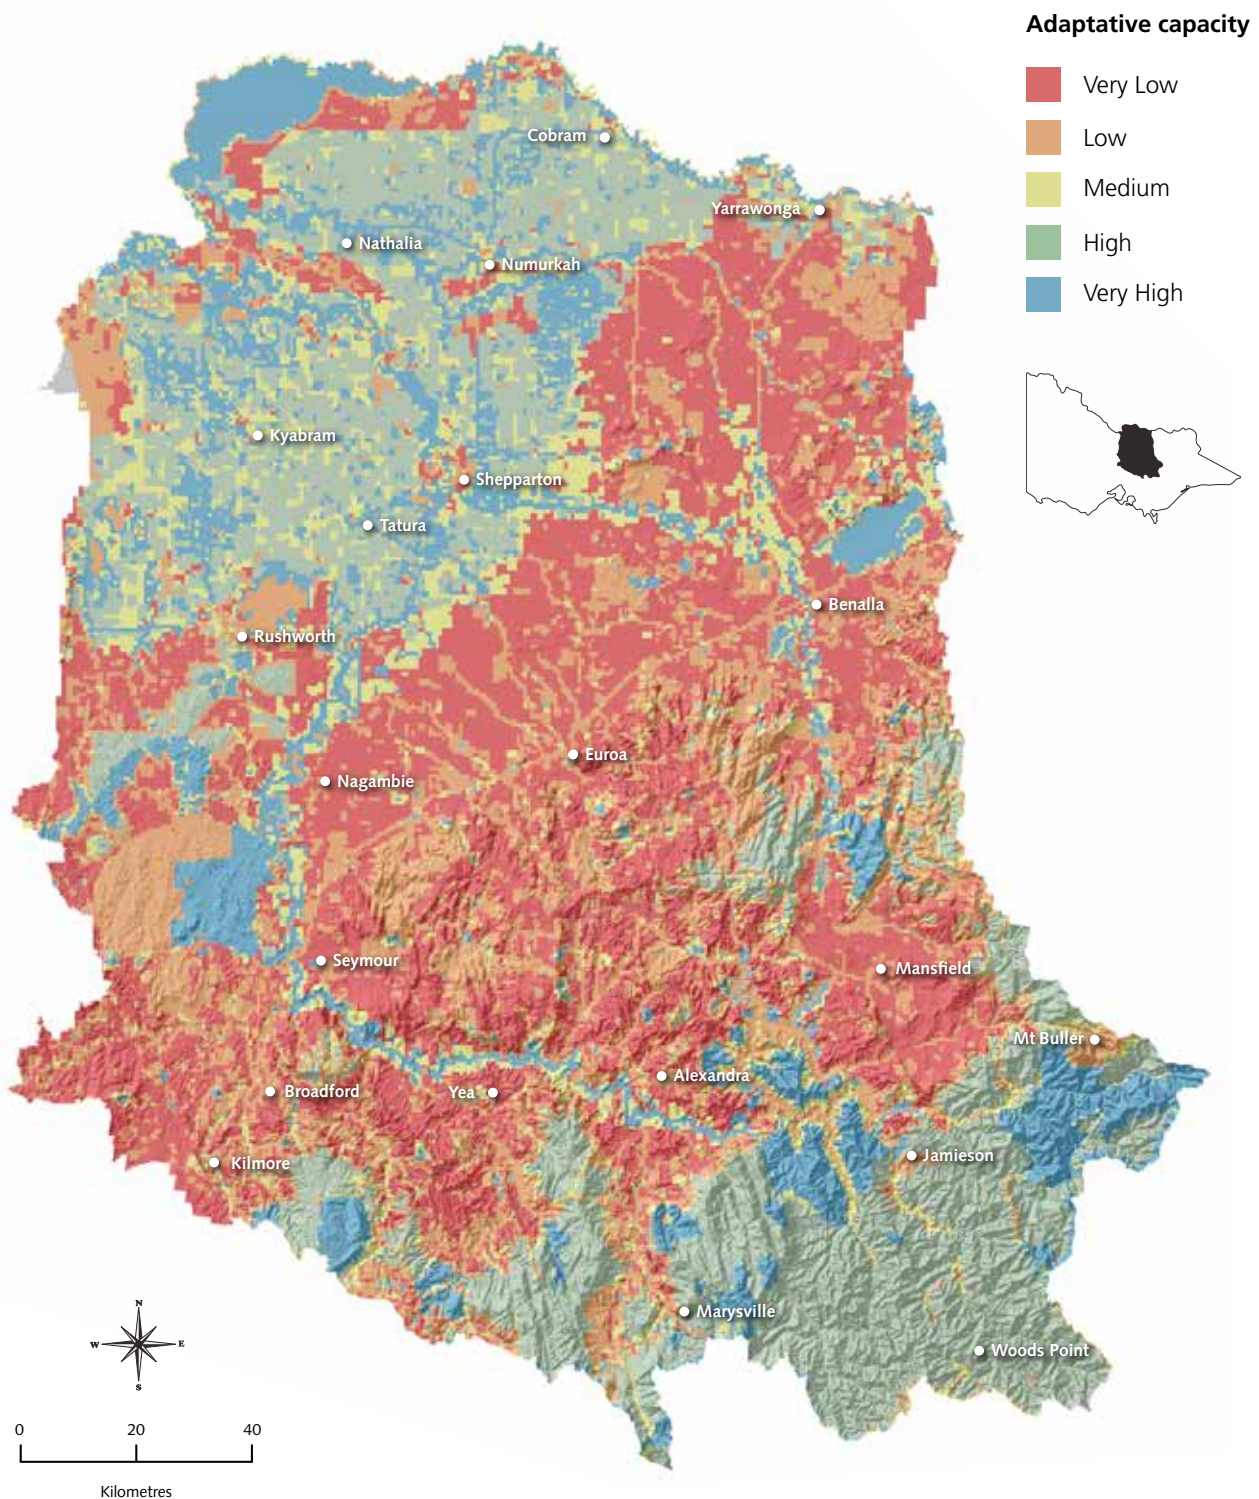 Adaptative capacity
Very Low
Low
Medium
High
Very High
Cobram
Yarrawonga
Nathalia
Numurkah
Kyabram
Shepparton
Tatura
Benalla
Rushworth
Euroa
Nagambie
Seymour
Mansfield
Mt Buller
Alexandra
Broadford
Yea
Jamieson
Kilmore
Marysville
Woods Point
N
W
E
S
0 20 40
Kilometres